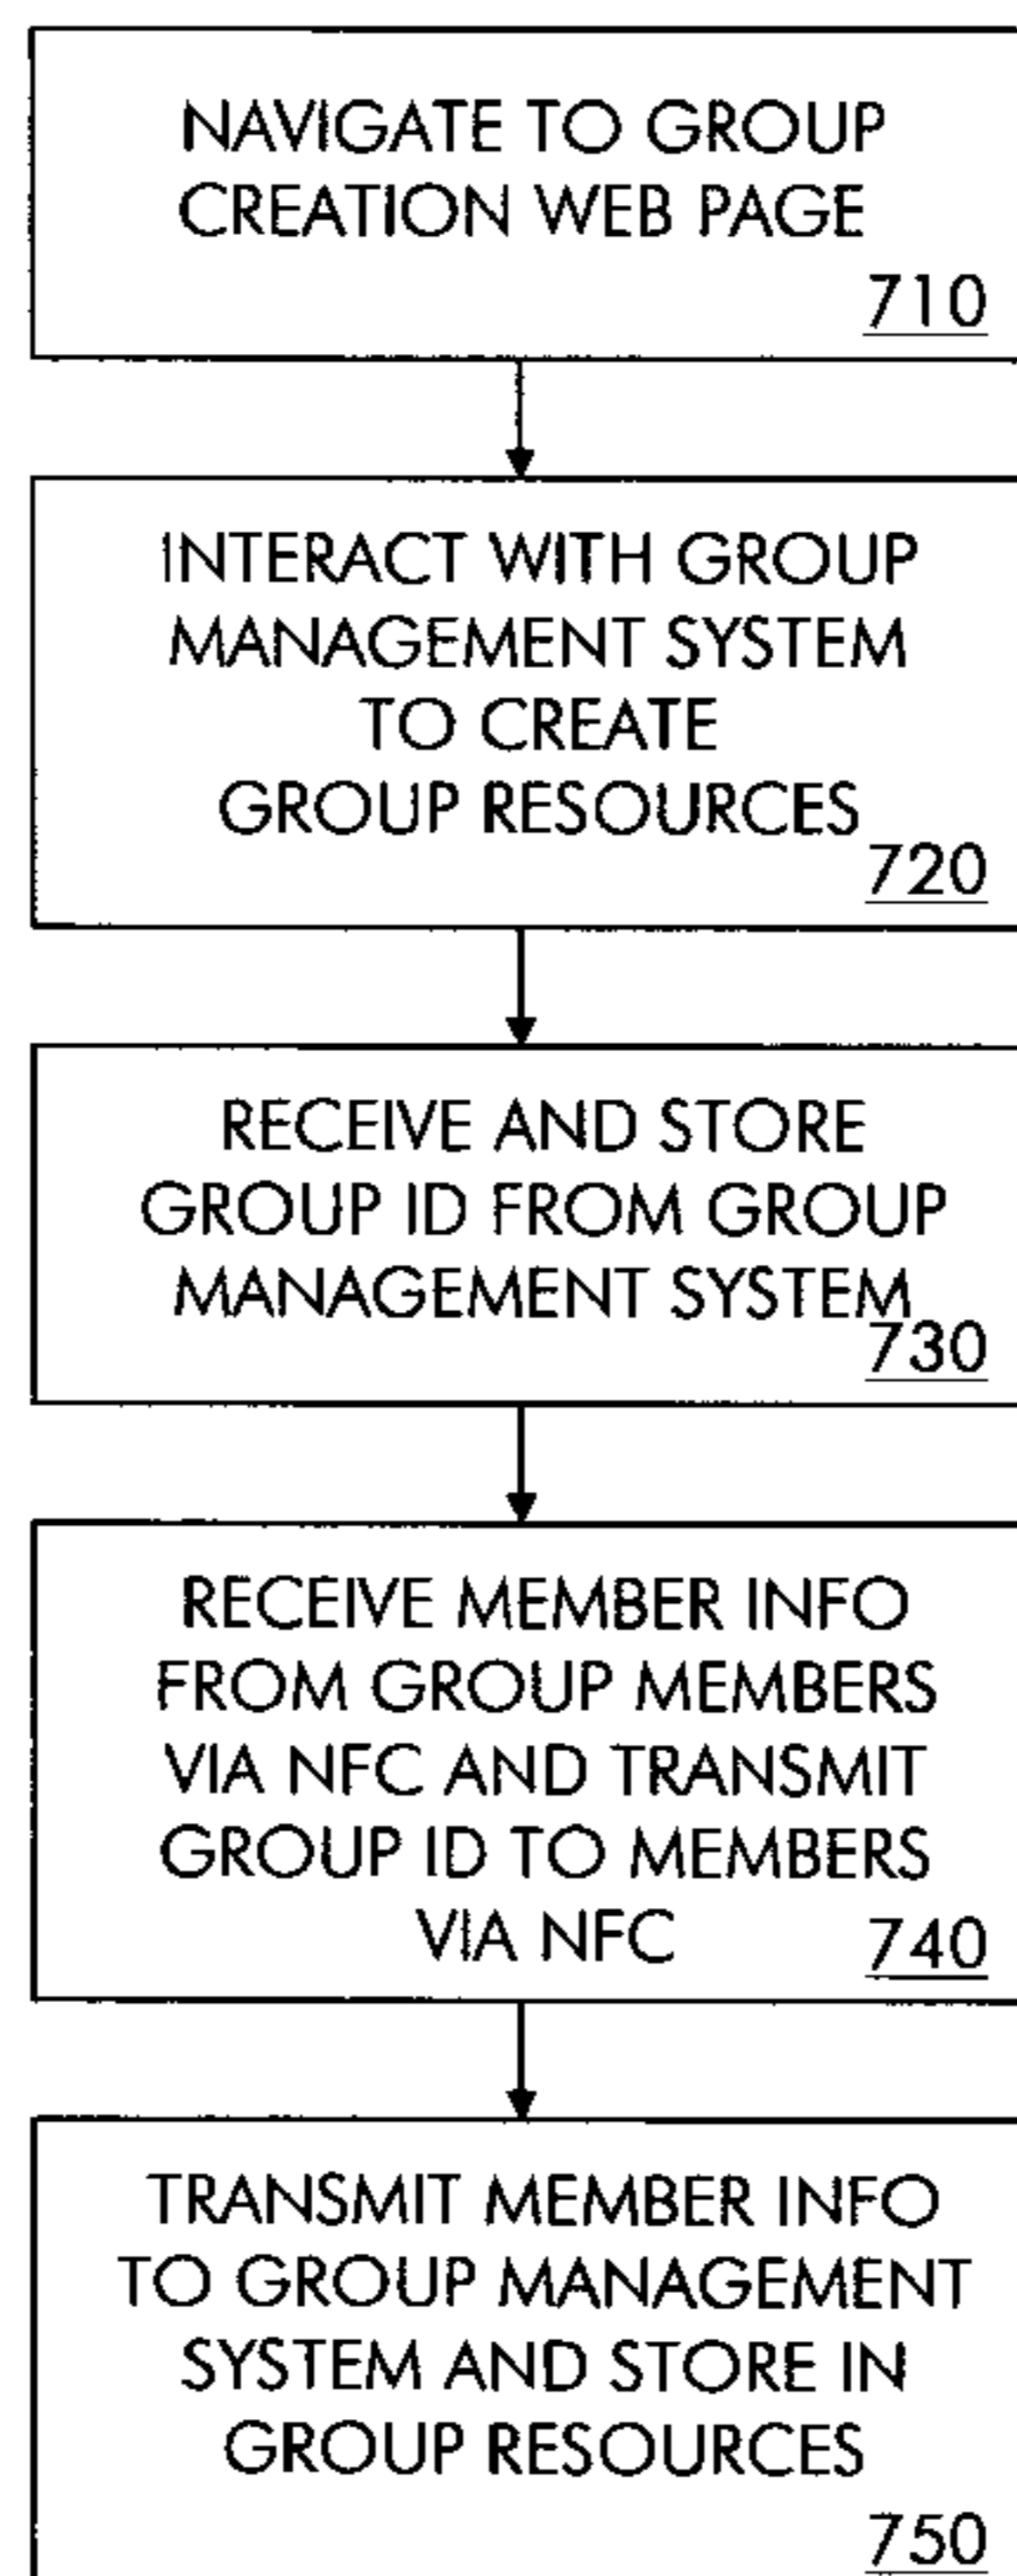 NAVIGATE TO GROUP
CREATION WEB PAGE
710
INTERACT WITH GROUP
MANAGEMENT SYSTEM
TO CREATE
GROUP RESOURCES
720
RECEIVE AND STORE
GROUP ID FROM GROUP
MANAGEMENT SYSTEM
730
RECEIVE MEMBER INFO
FROM GROUP MEMBERS
VIA NFC AND TRANSMIT
GROUP ID TO MEMBERS
VIA NFC 740
TRANSMIT MEMBER INFO
TO GROUP MANAGEMENT
SYSTEM AND STORE IN
GROUP RESOURCES
750